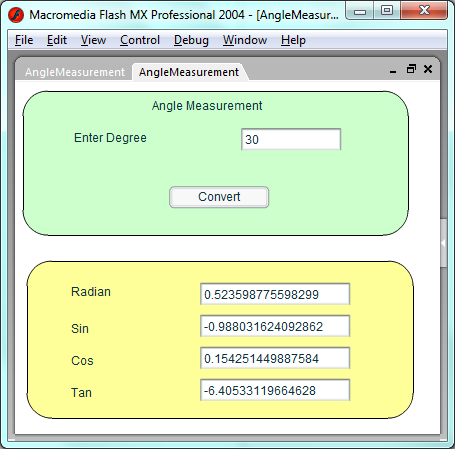 Macromedia Flash MX Professional 2004 - [AngleMeasur...
File Edit View Control Debug Window Help
AngleMeasurement AngleMeasurement
Angle Measurement
Enter Degree 30
Convert
Radian 0.523598775598299
Sin -0.988031624092862
Cos 0.154251449887584
Tan -6.40533119664628